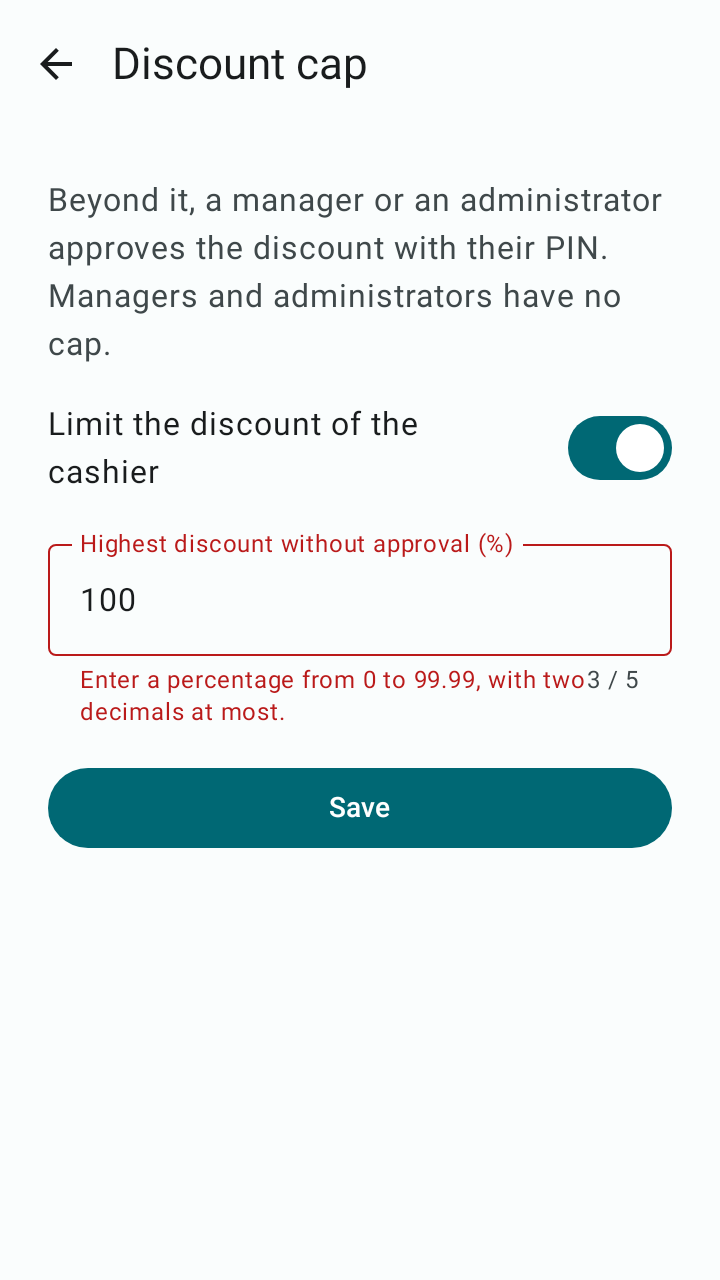 Discount cap
Beyond it, a manager or an administrator
approves the discount with their PIN.
Managers and administrators have no
cap.
Limit the discount of the
cashier
Highest discount without approval (%)
100
Enter a percentage from 0 to 99.99, with two 3 / 5
decimals at most.
Save